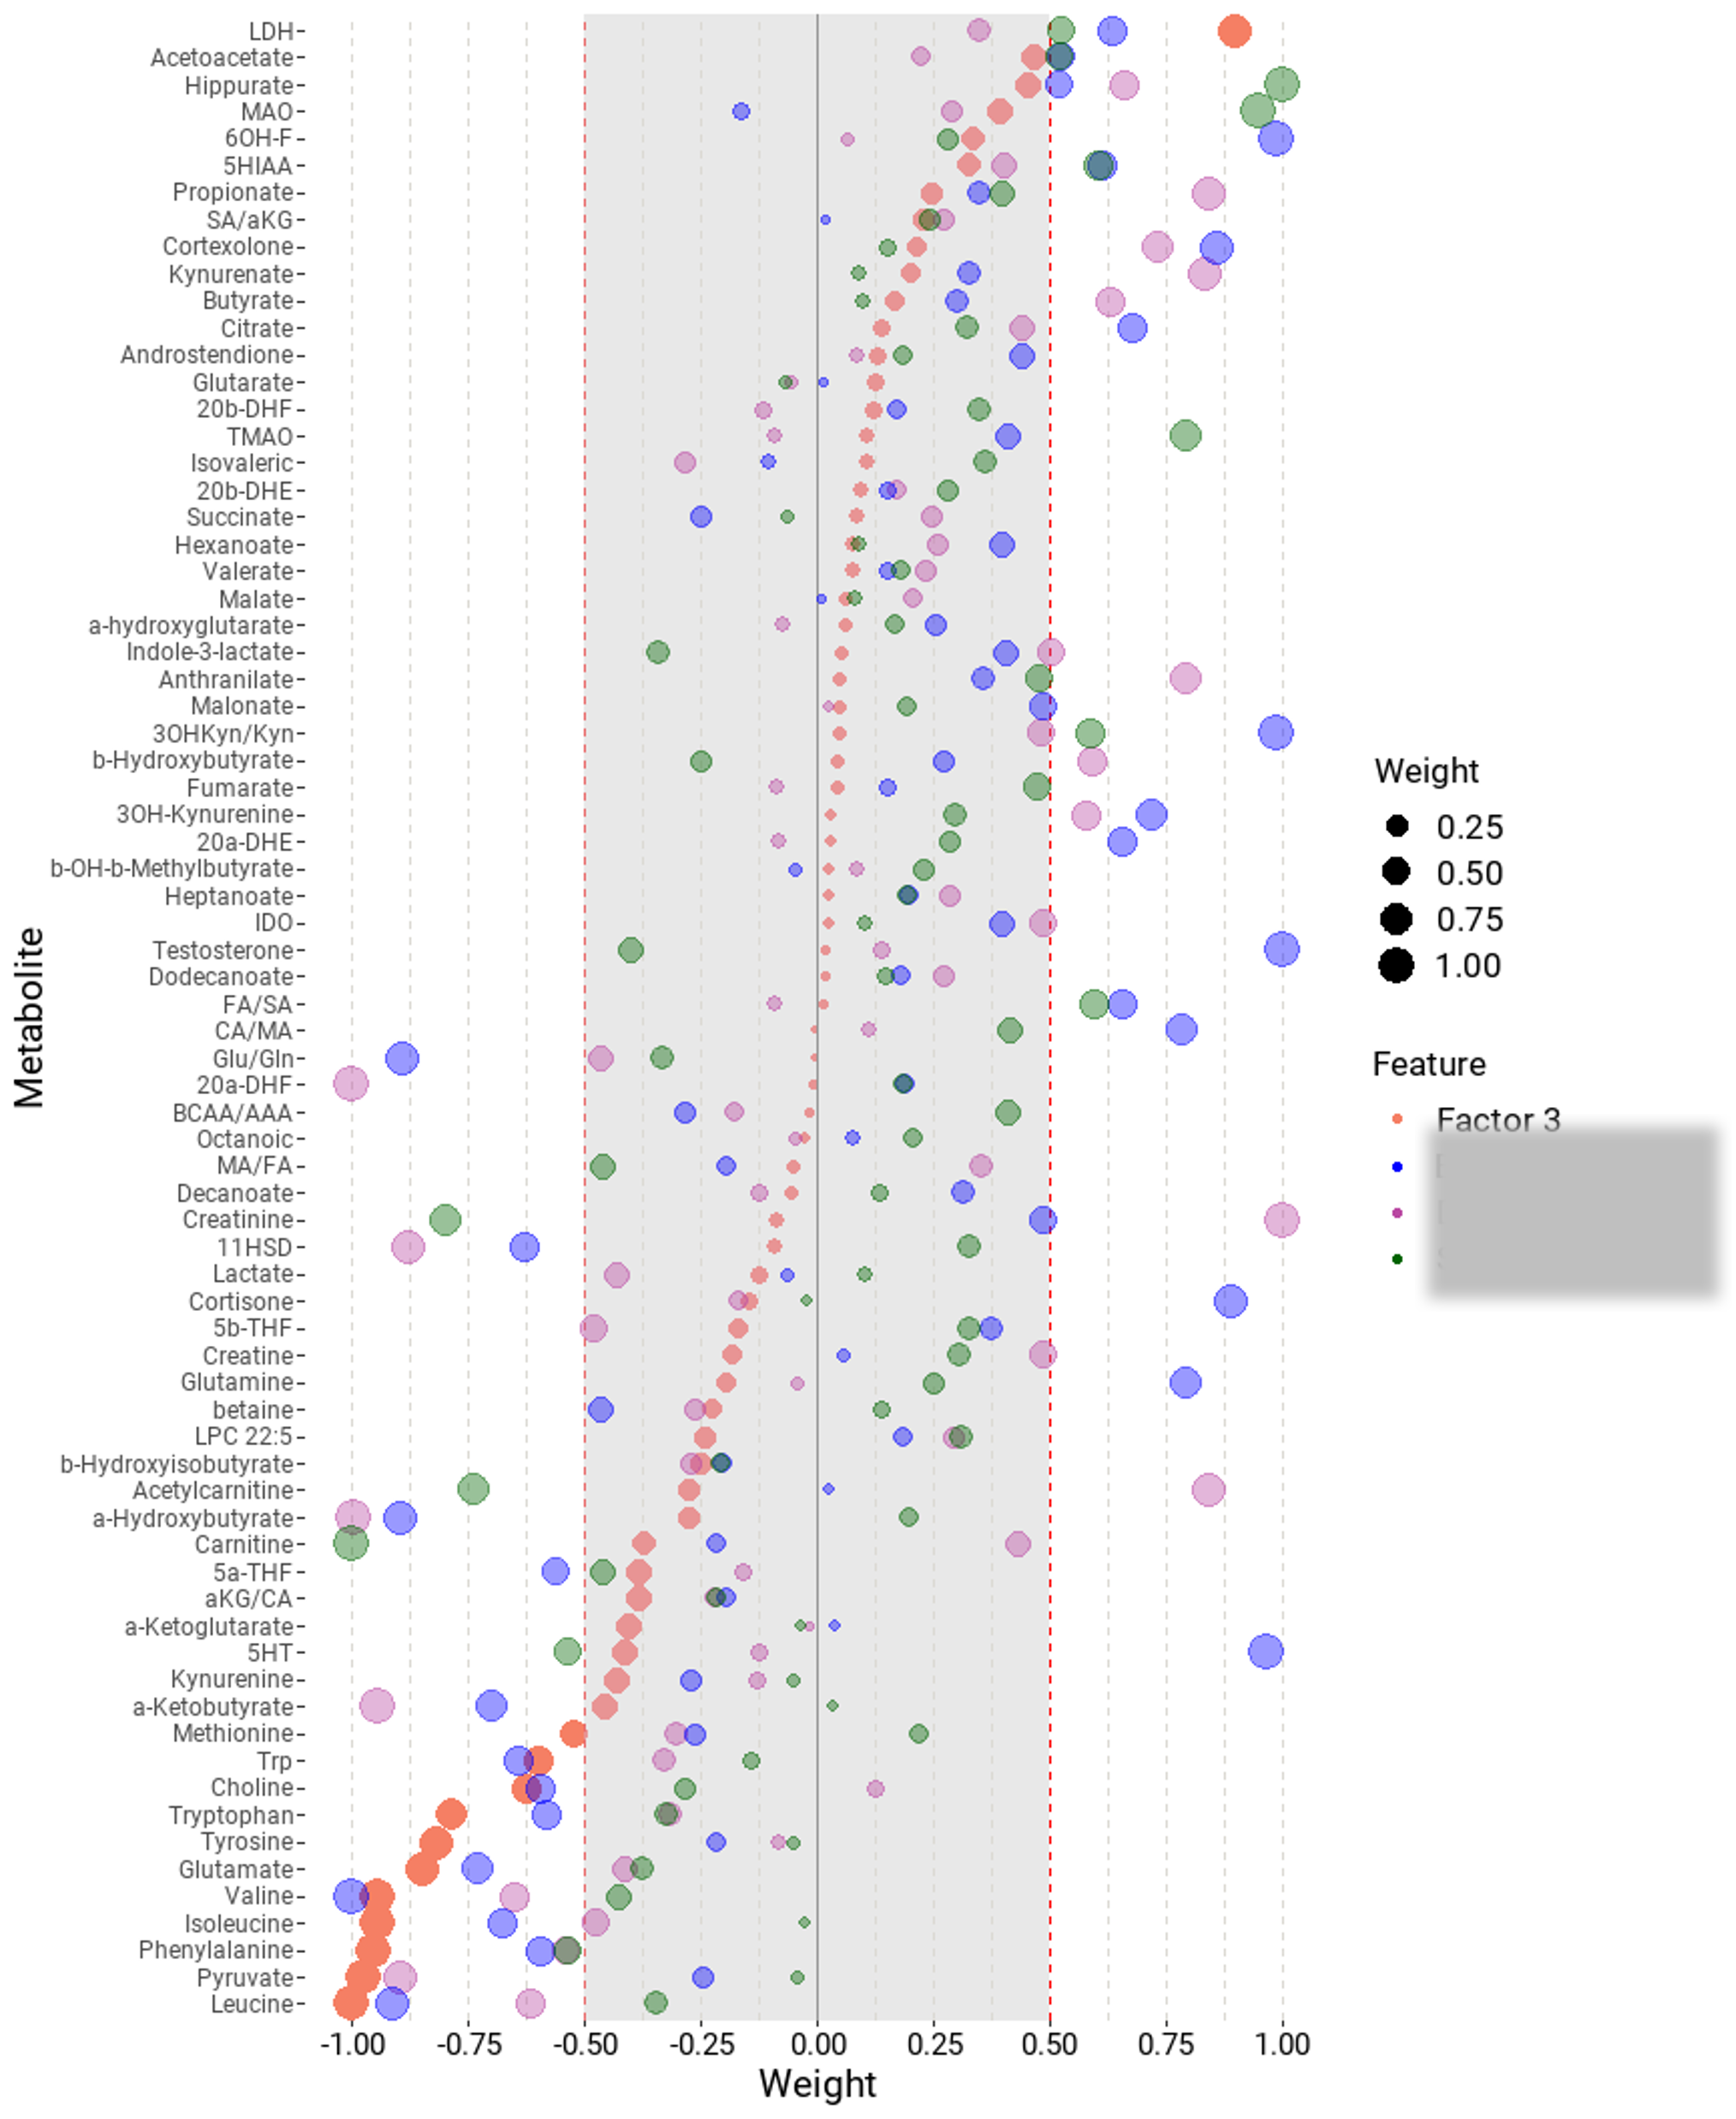 LDH
Acetoacetate
Hippurate
MAO
6OH-F
5HIAA
Propionate
SA/aKG
Cortexolone
Kynurenate
Butyrate
Citrate
Androstendione
Glutarate
20b-DHF
TMAO
Isovaleric
20b-DHE
Succinate
Hexanoate
Valerate
Malate
a-hydroxyglutarate
Indole-3-lactate
Anthranilate
Malonate
3OHKyn/Kyn
b-Hydroxybutyrate
Fumarate
3OH-Kynurenine
20a-DHE
b-OH-b-Methylbutyrate
Heptanoate
IDO
Testosterone
Dodecanoate
FA/SA
CA/MA
Glu/Gln
20a-DHF
BCAA/AAA
Octanoic
MA/FA
Decanoate
Creatinine
11HSD
Lactate
Cortisone
5b-THF
Creatine
Glutamine
betaine
LPC 22:5
b-Hydroxyisobutyrate
Acetylcarnitine
a-Hydroxybutyrate
Carnitine
5a-THF
aKG/CA
a-Ketoglutarate
5HT
Kynurenine
a-Ketobutyrate
Methionine
Trp
Choline
Tryptophan
Tyrosine
Glutamate
Valine
Isoleucine
Phenylalanine
Pyruvate
Leucine
Metabolite
-1.00 -0.75 -0.50 -0.25 0.00 0.25 0.50 0.75 1.00
Weight
Weight
0.25
0.50
0.75
1.00
Feature
Factor 3